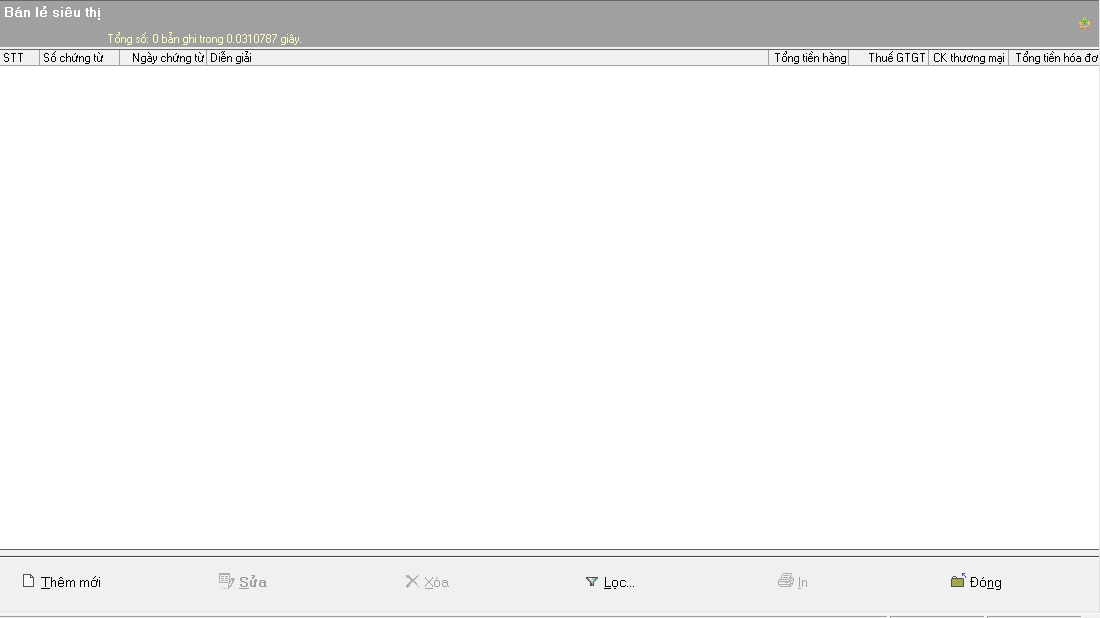 Bán lẻ siêu thị
Tổng số: 0 bản ghi trong 0.0310787 giây.
STT Số chứng từ Ngày chứng từ Diễn giải Tổng tiền hàng Thuế GTGT CK thương mại Tổng tiền hóa đơ
Thêm mới Sửa Xóa Lọc... In Đóng